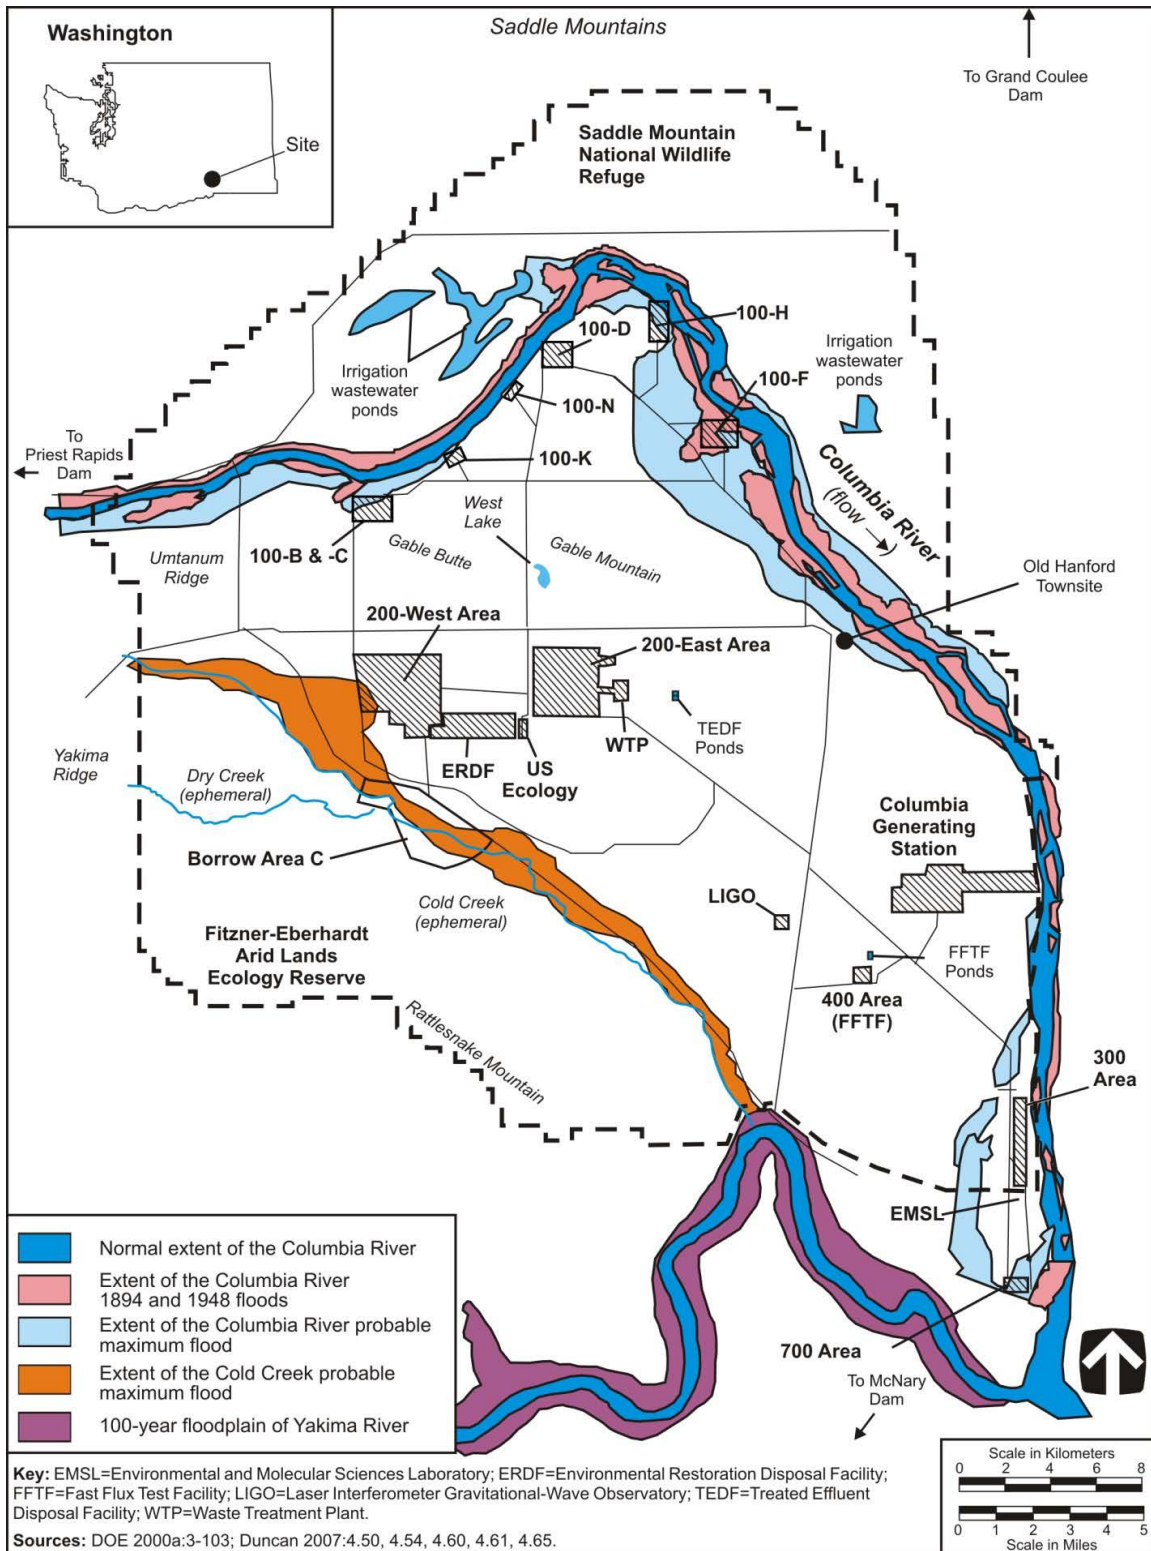 Washington
Site
Saddle Mountains
To Grand Coulee
Dam
Saddle Mountain
National Wildlife
Refuge
100-H
100-D
Irrigation
wastewater
ponds
Irrigation
wastewater
ponds
100-F
100-N
To
Priest Rapids
Dam
100-K
Columbia River
(flow
West
Lake
100-B & -C
Gable Butte
Gable Mountain
Umtanum
Ridge
Old Hanford
Townsite
200-West Area
200-East Area
WTP
TEDF
Ponds
Yakima
Ridge
Dry Creek
(ephemeral)
ERDF
US
Ecology
Columbia
Generating
Station
Borrow Area C
Cold Creek
(ephemeral)
LIGO
Fitzner-Eberhardt
Arid Lands
Ecology Reserve
FFTF
Ponds
400 Area
(FFTF)
Rattlesnake Mountain
300
Area
EMSL
700 Area
To McNary
Dam
Normal extent of the Columbia River
Extent of the Columbia River
1894 and 1948 floods
Extent of the Columbia River probable
maximum flood
Extent of the Cold Creek probable
maximum flood
100-year floodplain of Yakima River
Scale in Kilometers
0 2 4 6 8
0 1 2 3 4 5
Scale in Miles
Key: EMSL=Environmental and Molecular Sciences Laboratory; ERDF=Environmental Restoration Disposal Facility;
FFTF=Fast Flux Test Facility; LIGO=Laser Interferometer Gravitational-Wave Observatory; TEDF=Treated Effluent
Disposal Facility; WTP=Waste Treatment Plant.
Sources: DOE 2000a:3-103; Duncan 2007:4.50, 4.54, 4.60, 4.61, 4.65.